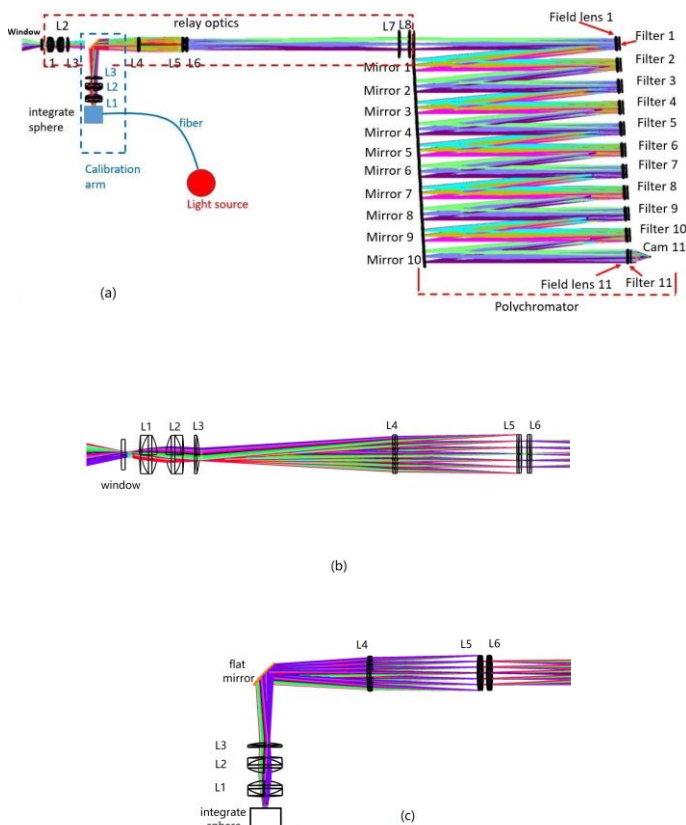 relay optics
Field lens 1
Filter 1
Window
L2
L1
L3
L4
L5
L6
L7
L8
Mirror 1
Filter 2
Mirror 2
Filter 3
Mirror 3
Filter 4
Mirror 4
Filter 5
Mirror 5
Filter 6
Mirror 6
Filter 7
Mirror 7
Filter 8
Mirror 8
Filter 9
Mirror 9
Filter 10
Mirror 10
Cam 11
L3
L2
L1
integrate
sphere
fiber
Calibration
arm
Light source
Field lens 11
Filter 11
Polychromator
(a)
L1
L2
L3
L4
L5
L6
window
(b)
L4
L5
L6
flat
mirror
L3
L2
L1
integrate
(c)